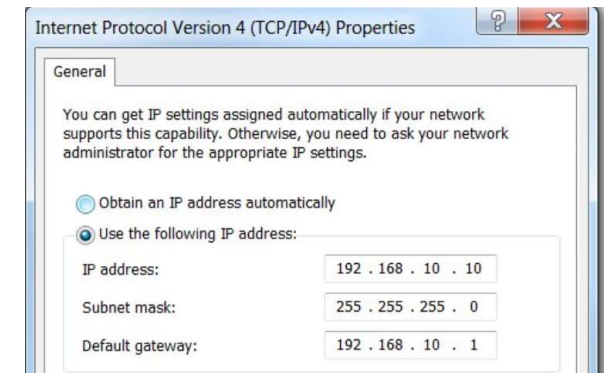 Internet Protocol Version 4 (TCP/IPv4) Properties
General
You can get IP settings assigned automatically if your network
supports this capability. Otherwise, you need to ask your network
administrator for the appropriate IP settings.
Obtain an IP address automatically
Use the following IP address:
IP address: 192 . 168 . 10 . 10
Subnet mask: 255 . 255 . 255 . 0
Default gateway: 192 . 168 . 10 . 1